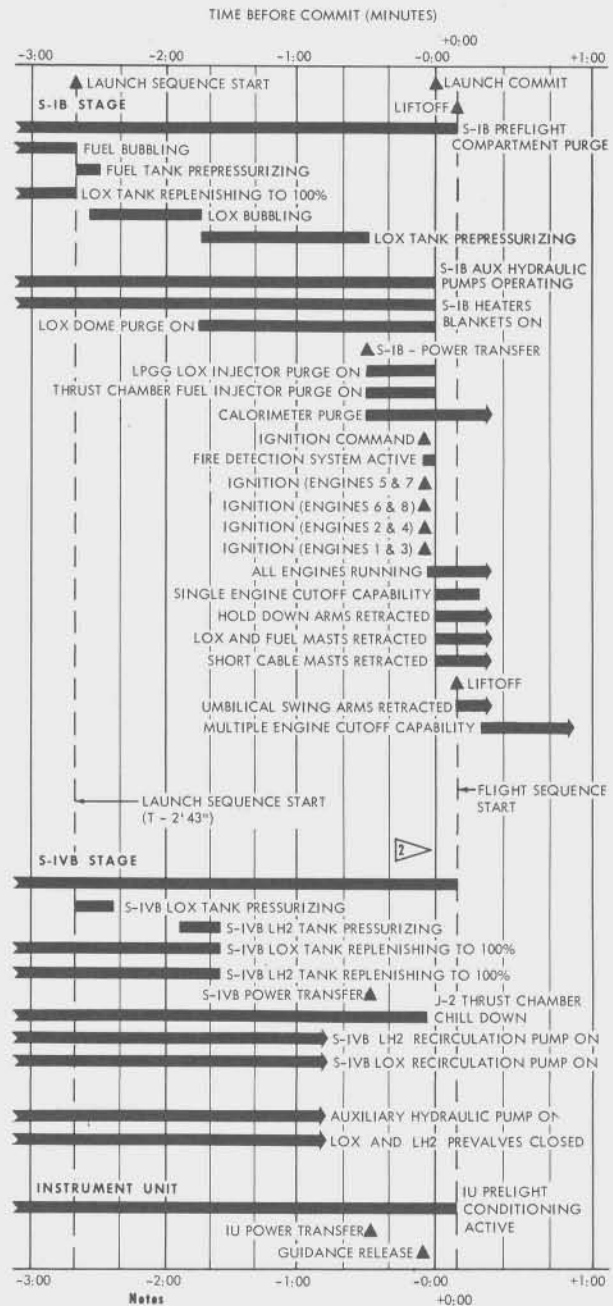 TIME BEFORE COMMIT (MINUTES)
+0:00
-3:00 -2:00 -1:00 -0:00 +1:00
LAUNCH SEQUENCE START
LAUNCH COMMIT
S-IB STAGE
LIFTOFF
S-IB PREFLIGHT
COMPARTMENT PURGE
FUEL BUBBLING
FUEL TANK PREPRESSURIZING
LOX TANK REPLENISHING TO 100%
LOX BUBBLING
LOX TANK PREPRESSURIZING
S-IB AUX HYDRAULIC
PUMPS OPERATING
S-IB HEATERS
BLANKETS ON
LOX DOME PURGE ON
S-IB - POWER TRANSFER
LPGG LOX INJECTOR PURGE ON
THRUST CHAMBER FUEL INJECTOR PURGE ON
CALORIMETER PURGE
IGNITION COMMAND
FIRE DETECTION SYSTEM ACTIVE
IGNITION (ENGINES 5 & 7
IGNITION (ENGINES 6 & 8)
IGNITION (ENGINES 2 & 4)
IGNITION (ENGINES 1 & 3)
ALL ENGINES RUNNING
SINGLE ENGINE CUTOFF CAPABILITY
HOLD DOWN ARMS RETRACTED
LOX AND FUEL MASTS RETRACTED
SHORT CABLE MASTS RETRACTED
LIFTOFF
UMBILICAL SWING ARMS RETRACTED
MULTIPLE ENGINE CUTOFF CAPABILITY
FLIGHT SEQUENCE
START
LAUNCH SEQUENCE START
(T - 2'43")
2
S-IVB STAGE
S-IVB LOX TANK PRESSURIZING
S-IVB LH2 TANK PRESSURIZING
S-IVB LOX TANK REPLENISHING TO 100%
S-IVB LH2 TANK REPLENISHING TO 100%
S-IVB POWER TRANSFER
J-2 THRUST CHAMBER
CHILL DOWN
S-IVB LH2 RECIRCULATION PUMP ON
S-IVB LOX RECIRCULATION PUMP ON
AUXILIARY HYDRAULIC PUMP ON
LOX AND LH2 PREVALVES CLOSED
INSTRUMENT UNIT
IU PRELIGHT
CONDITIONING
ACTIVE
IU POWER TRANSFER
GUIDANCE RELEASE
-3:00 -2:00 -1:00 -0:00 +1:00
Notes
+0:00